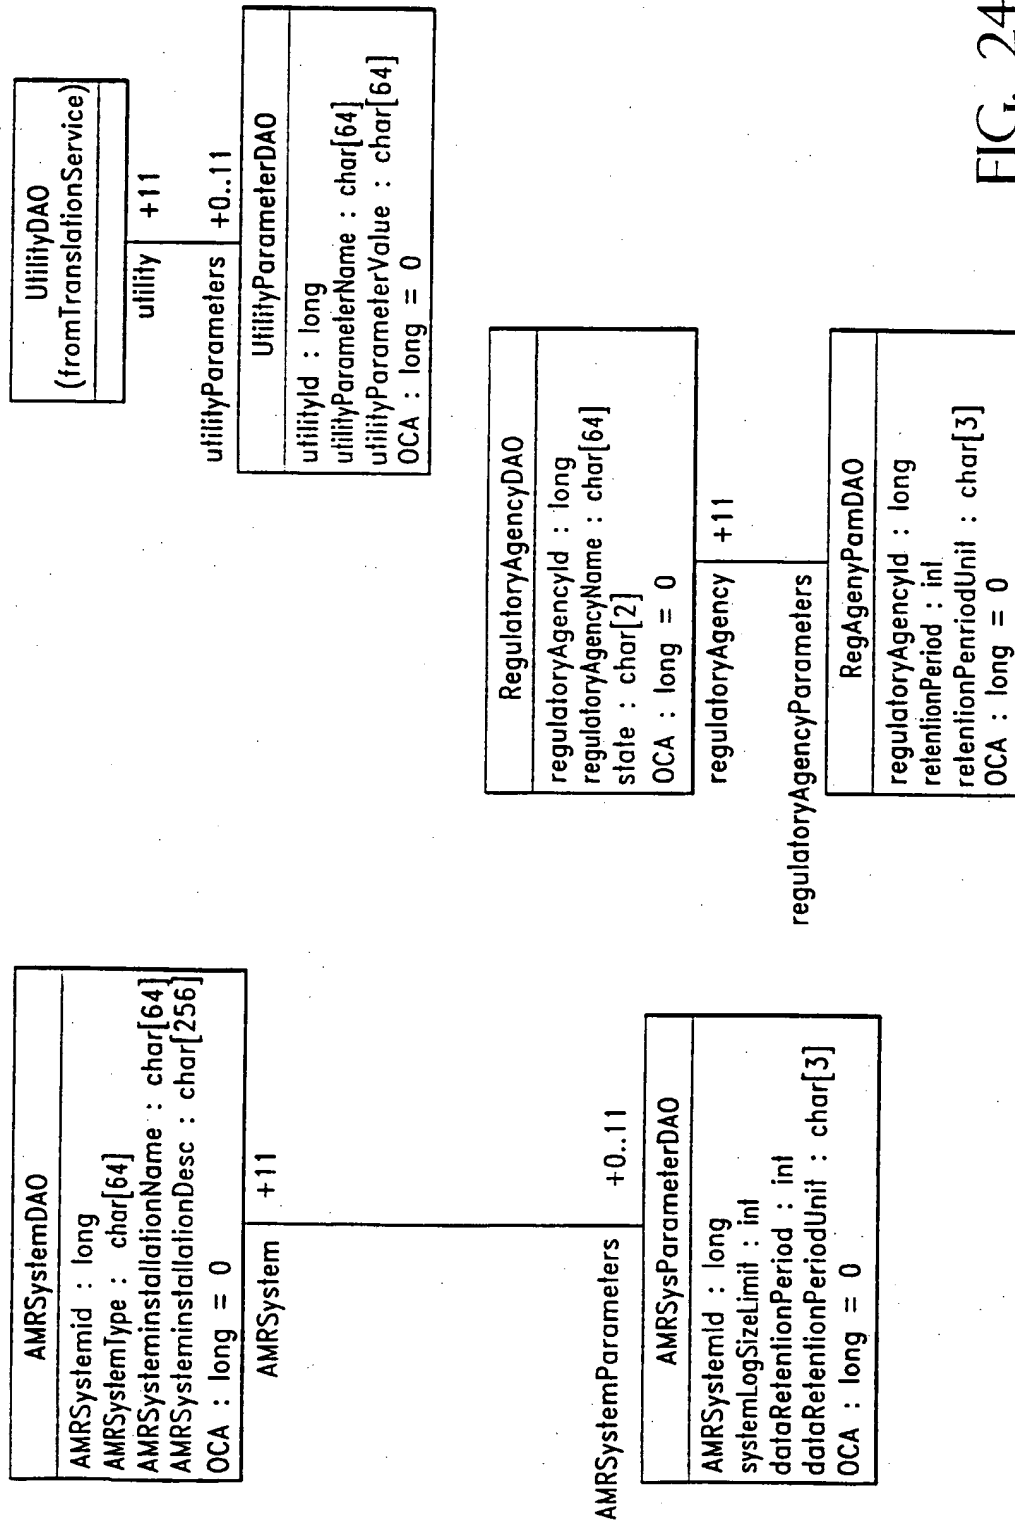 AMRSystemDAO
AMRSystemid : long
AMRSystemType : char[64]
AMRSysteminstallationName : char[64]
AMRSysteminstallationDesc : char[256]
OCA : long = 0
AMRSystem +11
AMRSystemParameters +0..11
AMRSysParameterDAO
AMRSystemId : long
systemLogSizeLimit : int
dataRetentionPeriod : int
dataRetentionPeriodUnit : char[3]
OCA : long = 0
UtilityDAO
(fromTranslationService)
utility +11
utilityParameters +0..11
UtilityParameterDAO
utilityId : long
utilityParameterName : char[64]
utilityParameterValue : char[64]
OCA : long = 0
RegulatoryAgencyDAO
regulatoryAgencyId : long
regulatoryAgencyName : char[64]
state : char[2]
OCA : long = 0
regulatoryAgency +11
regulatoryAgencyParameters
RegAgenyPamDAO
regulatoryAgencyId : long
retentionPeriod : int
retentionPenriodUnit : char[3]
OCA : long = 0
FIG. 24